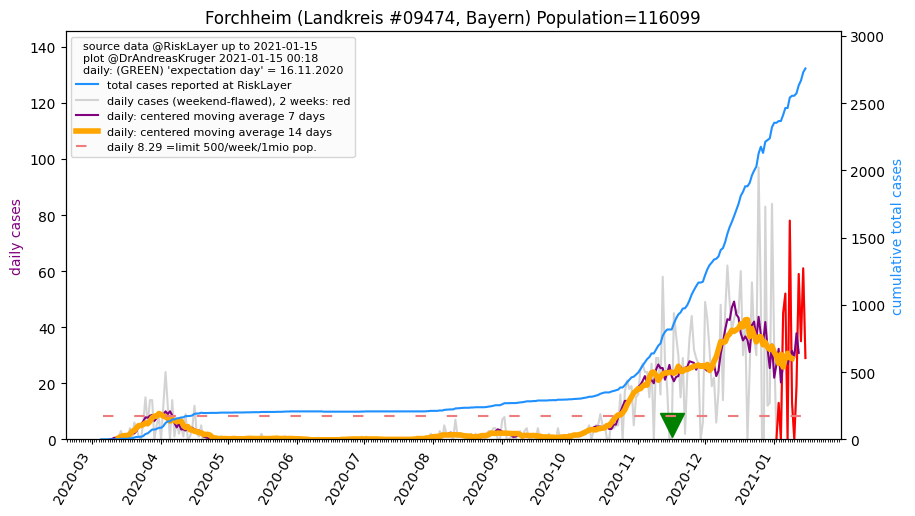 Forchheim (Landkreis #09474, Bayern) Population=116099
source data @RiskLayer up to 2021-01-15
plot @DrAndreasKruger 2021-01-15 00:18
daily: (GREEN) 'expectation day' = 16.11.2020
total cases reported at RiskLayer
daily cases (weekend-flawed), 2 weeks: red
daily: centered moving average 7 days
daily: centered moving average 14 days
daily 8.29 =limit 500/week/1mio pop.
daily cases
140
120
100
80
60
40
20
0
3000
2500
2000
1500
1000
500
0
cumulative total cases
2020-03
2020-04
2020-05
2020-06
2020-07
2020-08
2020-09
2020-10
2020-11
2020-12
2021-01